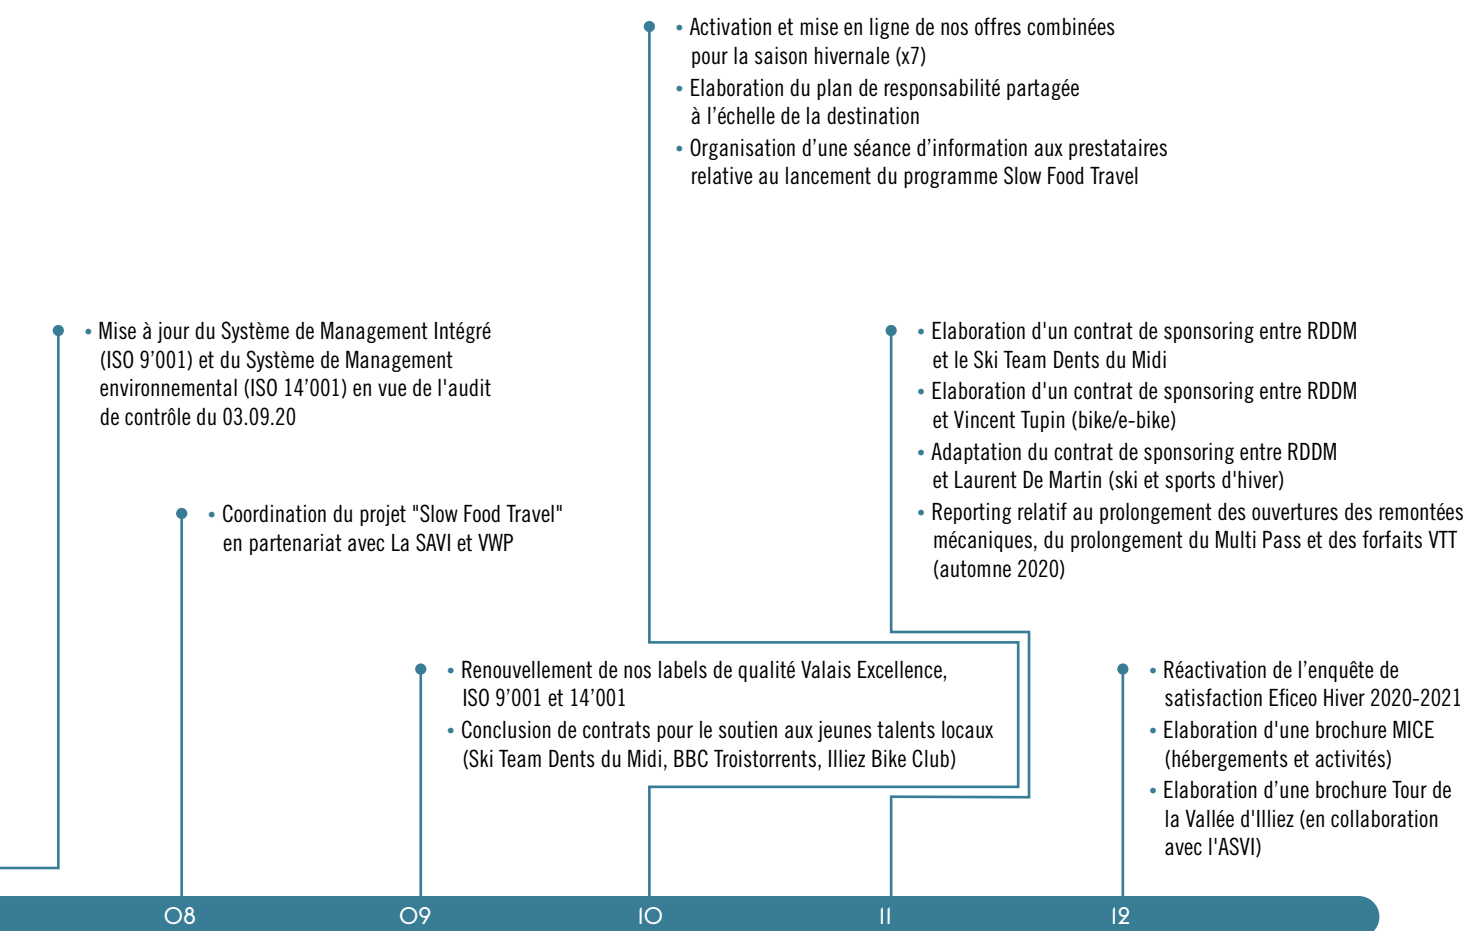 • Activation et mise en ligne de nos offres combinées
pour la saison hivernale (x7)
• Elaboration du plan de responsabilité partagée
à l’échelle de la destination
• Organisation d’une séance d’information aux prestataires
relative au lancement du programme Slow Food Travel
• Mise à jour du Système de Management Intégré
(ISO 9’001) et du Système de Management
environnemental (ISO 14’001) en vue de l'audit
de contrôle du 03.09.20
• Coordination du projet "Slow Food Travel"
en partenariat avec La SAVI et VWP
• Elaboration d'un contrat de sponsoring entre RDDM
et le Ski Team Dents du Midi
• Elaboration d'un contrat de sponsoring entre RDDM
et Vincent Tupin (bike/e-bike)
• Adaptation du contrat de sponsoring entre RDDM
et Laurent De Martin (ski et sports d'hiver)
• Reporting relatif au prolongement des ouvertures des remontées
mécaniques, du prolongement du Multi Pass et des forfaits VTT
(automne 2020)
• Renouvellement de nos labels de qualité Valais Excellence,
ISO 9’001 et 14’001
• Conclusion de contrats pour le soutien aux jeunes talents locaux
(Ski Team Dents du Midi, BBC Troistorrents, Illiez Bike Club)
• Réactivation de l’enquête de
satisfaction Eficeo Hiver 2020-2021
• Elaboration d'une brochure MICE
(hébergements et activités)
• Elaboration d’une brochure Tour de
la Vallée d'Illiez (en collaboration
avec l'ASVI)
08 09 10 11 12